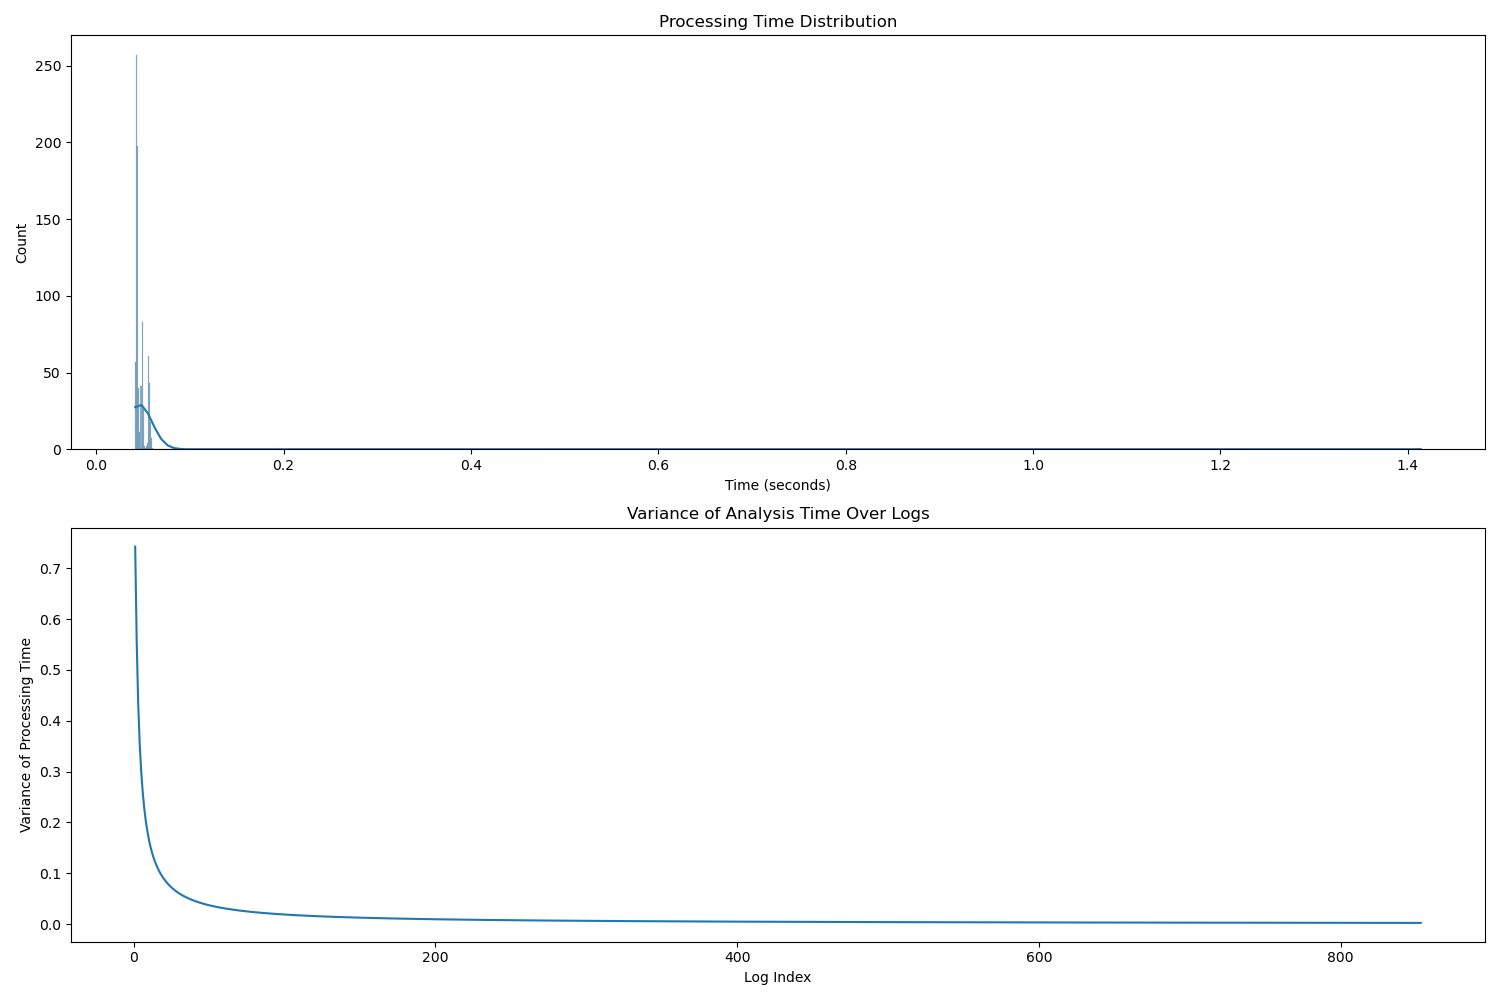 Processing Time Distribution
250
200
150
100
50
0
Count
0.0 0.2 0.4 0.6 0.8 1.0 1.2 1.4
Time (seconds)
Variance of Analysis Time Over Logs
0.7
0.6
0.5
0.4
0.3
0.2
0.1
0.0
Variance of Processing Time
0 200 400 600 800
Log Index